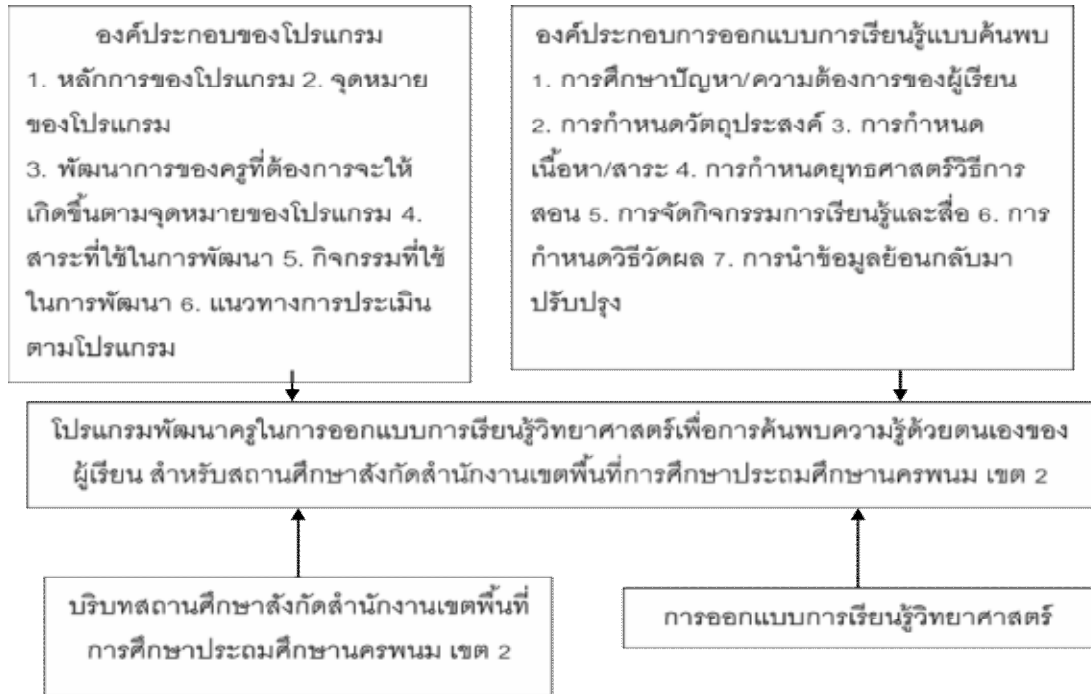 องค์ประกอบของโปรแกรม
1. หลักการของโปรแกรม 2. จุดหมาย
ของโปรแกรม
3. พัฒนาการของครูที่ต้องการจะให้
เกิดขึ้นตามจุดหมายของโปรแกรม 4.
สาระที่ใช้ในการพัฒนา 5. กิจกรรมที่ใช้
ในการพัฒนา 6. แนวทางการประเมิน
ตามโปรแกรม
องค์ประกอบการออกแบบการเรียนรู้แบบค้นพบ
1. การศึกษาปัญหา/ความต้องการของผู้เรียน
2. การกำหนดวัตถุประสงค์ 3. การกำหนด
เนื้อหา/สาระ 4. การกำหนดยุทธศาสตร์วิธีการ
สอน 5. การจัดกิจกรรมการเรียนรู้และสื่อ 6. การ
กำหนดวิธีวัดผล 7. การนำข้อมูลย้อนกลับมา
ปรับปรุง
โปรแกรมพัฒนาครูในการออกแบบการเรียนรู้วิทยาศาสตร์เพื่อการค้นพบความรู้ด้วยตนเองของ
ผู้เรียน สำหรับสถานศึกษาสังกัดสำนักงานเขตพื้นที่การศึกษาประถมศึกษานครพนม เขต 2
บริบทสถานศึกษาสังกัดสำนักงานเขตพื้นที่
การศึกษาประถมศึกษานครพนม เขต 2
การออกแบบการเรียนรู้วิทยาศาสตร์